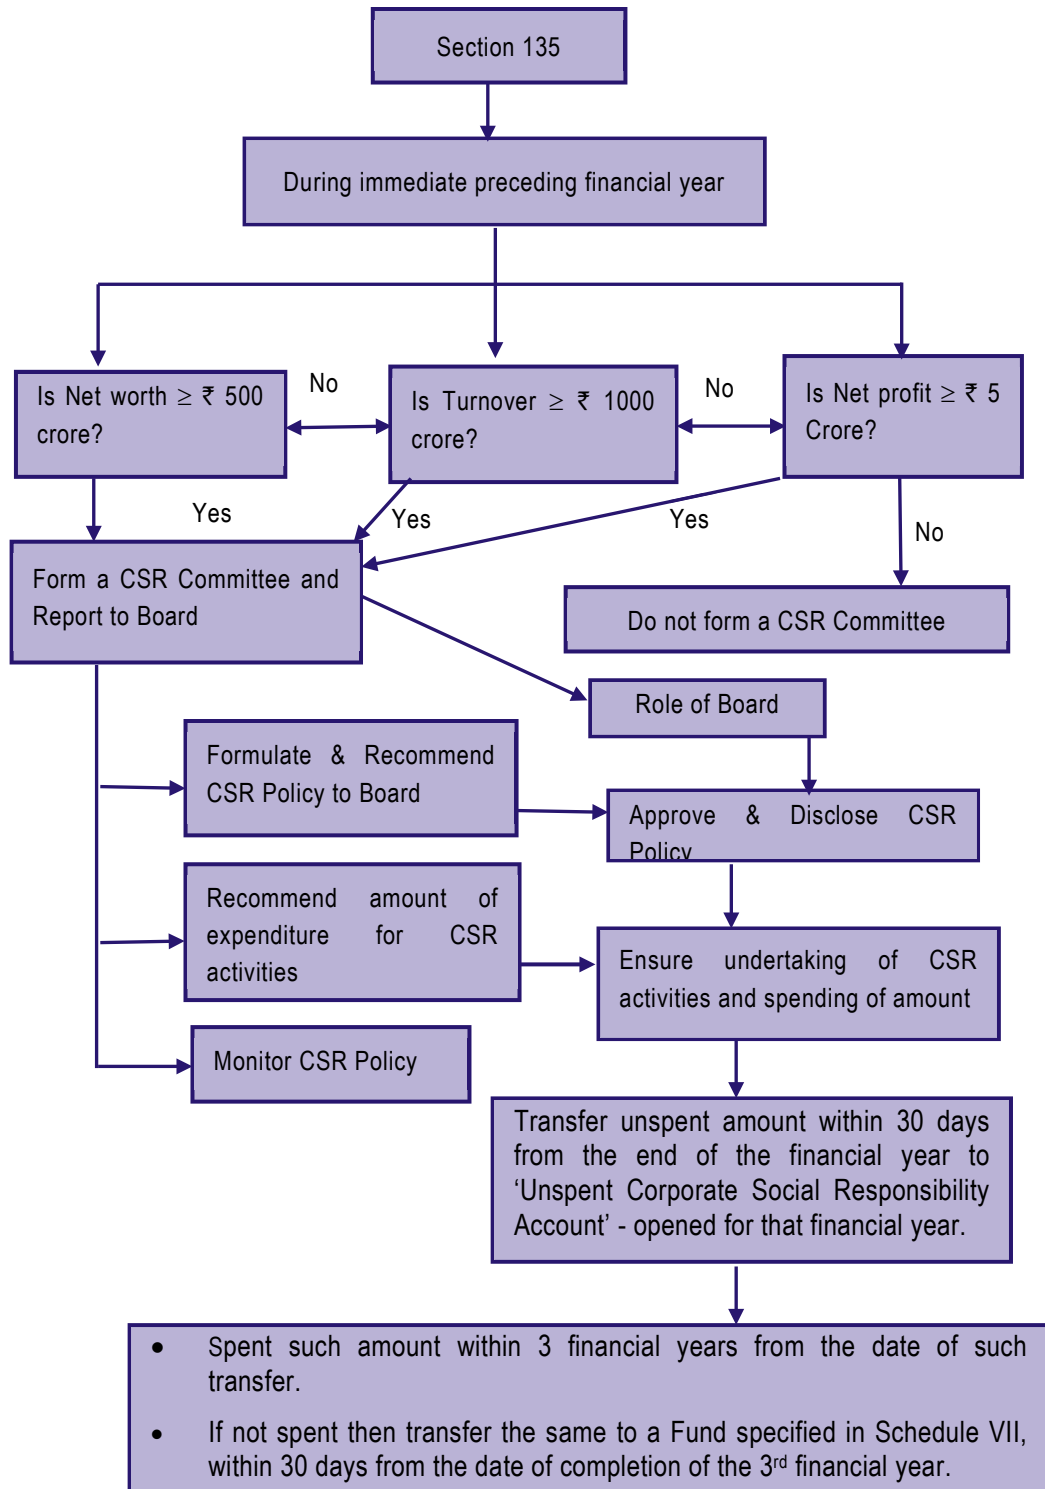 Section 135
During immediate preceding financial year
Is Net worth ≥ ₹ 500
crore?
No
Is Turnover ≥ ₹ 1000
crore?
No
Is Net profit ≥ ₹ 5
Crore?
Yes
Yes
Yes
No
Form a CSR Committee and
Report to Board
Do not form a CSR Committee
Role of Board
Formulate & Recommend
CSR Policy to Board
Approve & Disclose CSR
Policy
Recommend amount of
expenditure for CSR
activities
Ensure undertaking of CSR
activities and spending of amount
Monitor CSR Policy
Transfer unspent amount within 30 days
from the end of the financial year to
‘Unspent Corporate Social Responsibility
Account’ - opened for that financial year.
• Spent such amount within 3 financial years from the date of such
transfer.
• If not spent then transfer the same to a Fund specified in Schedule VII,
within 30 days from the date of completion of the 3rd financial year.